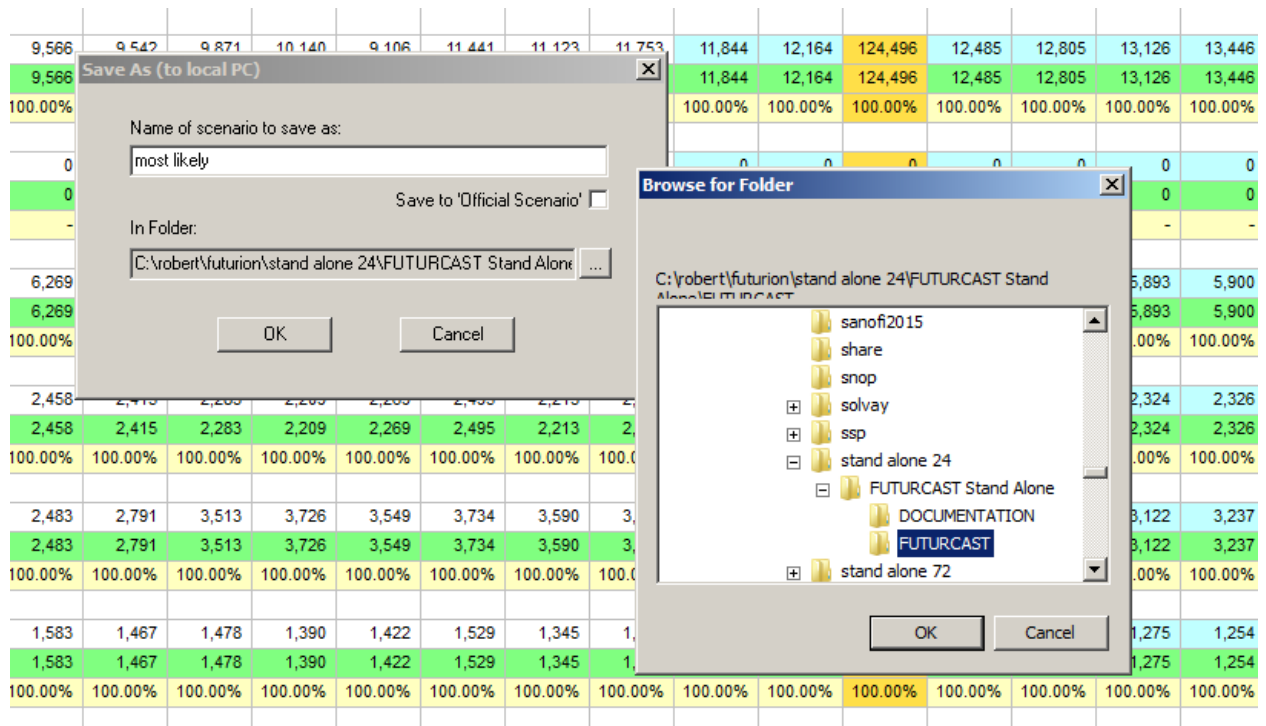 9,566 9,542 9,871 10,140 9,106 11,441 11,123 11,753 11,844 12,164 124,496 12,485 12,805 13,126 13,446
9,566 11,844 12,164 124,496 12,485 12,805 13,126 13,446
100.00% 100.00% 100.00% 100.00% 100.00% 100.00% 100.00% 100.00%
Save As (to local PC)
Name of scenario to save as:
most likely
Save to 'Official Scenario'
In Folder:
C:\robert\futurion\stand alone 24\FUTURCAST Stand Alone ...
OK Cancel
0 0 0 0 0 0 0 0
0 0 0
- - -
Browse for Folder
C:\robert\futurion\stand alone 24\FUTURCAST Stand
Alone\FUTURCAST
sanofi2015
share
snop
solvay
ssp
stand alone 24
FUTURCAST Stand Alone
DOCUMENTATION
FUTURCAST
stand alone 72
OK Cancel
6,269 5,893 5,900
6,269 5,893 5,900
100.00% 100.00%
2,458 2,324 2,326
2,458 2,415 2,283 2,209 2,269 2,495 2,213 2,324 2,326
100.00% 100.00% 100.00% 100.00% 100.00% 100.00% 100.00% 100.00%
2,483 2,791 3,513 3,726 3,549 3,734 3,590 3,122 3,237
2,483 2,791 3,513 3,726 3,549 3,734 3,590 3,122 3,237
100.00% 100.00% 100.00% 100.00% 100.00% 100.00% 100.00% 100.00%
1,583 1,467 1,478 1,390 1,422 1,529 1,345 1,275 1,254
1,583 1,467 1,478 1,390 1,422 1,529 1,345 1,275 1,254
100.00% 100.00% 100.00% 100.00% 100.00% 100.00% 100.00% 100.00% 100.00% 100.00% 100.00% 100.00% 100.00% 100.00% 100.00%